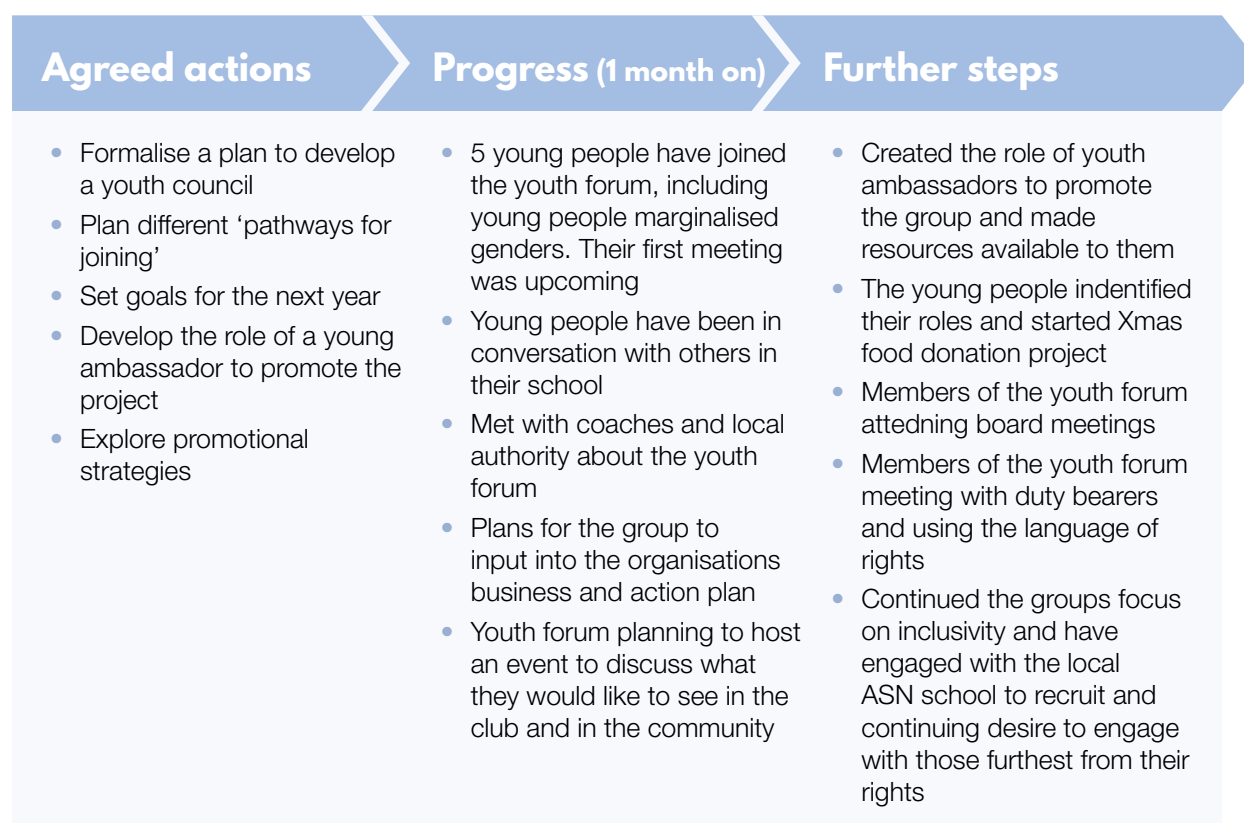 Agreed actions
Formalise a plan to develop
a youth council
Plan different ‘pathways for
joining’
Set goals for the next year
Develop the role of a young
ambassador to promote the
project
Explore promotional
strategies
Progress (1 month on)
5 young people have joined
the youth forum, including
young people marginalised
genders. Their first meeting
was upcoming
Young people have been in
conversation with others in
their school
Met with coaches and local
authority about the youth
forum
Plans for the group to
input into the organisations
business and action plan
Youth forum planning to host
an event to discuss what
they would like to see in the
club and in the community
Further steps
Created the role of youth
ambassadors to promote
the group and made
resources available to them
The young people indentified
their roles and started Xmas
food donation project
Members of the youth forum
attedning board meetings
Members of the youth forum
meeting with duty bearers
and using the language of
rights
Continued the groups focus
on inclusivity and have
engaged with the local
ASN school to recruit and
continuing desire to engage
with those furthest from their
rights